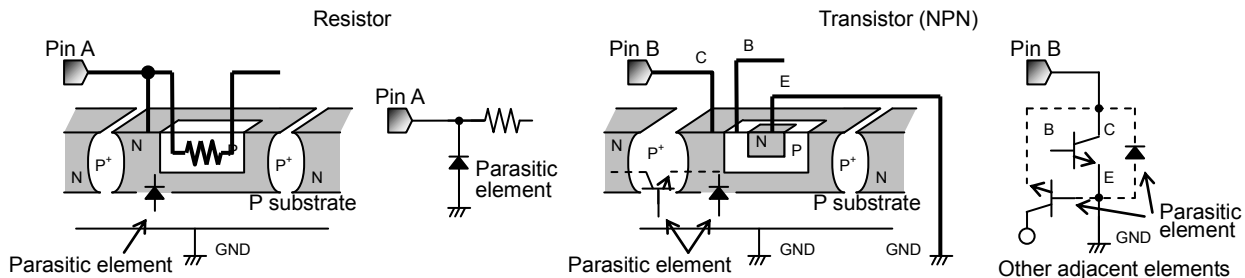 Resistor
Transistor (NPN)
Pin A
Pin B
C
B
E
Pin B
Pin A
N
P
P+
P+
N
N
P substrate
Parasitic element
GND
Parasitic
element
P+
N
P
P+
N
N
P substrate
Parasitic element
GND
GND
B
C
E
Parasitic
element
GND
Other adjacent elements